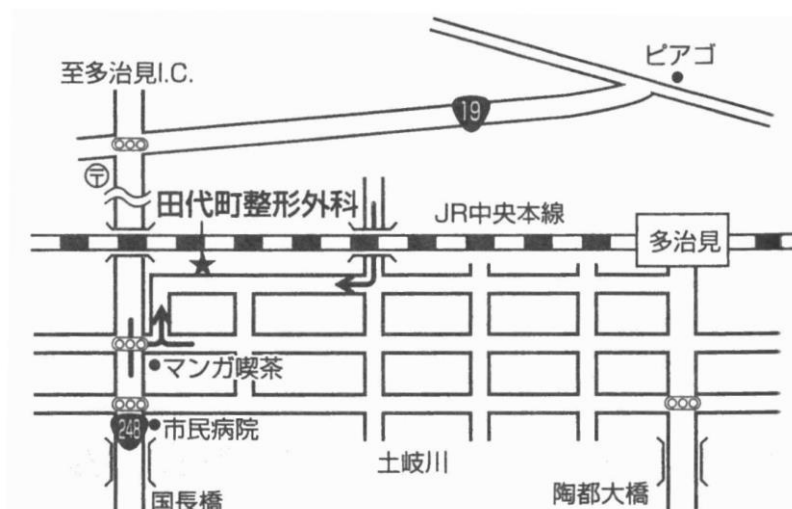 ピアゴ
至多治見I.C.
19
〒
田代町整形外科
JR中央本線
多治見
マンガ喫茶
248
市民病院
土岐川
国長橋
陶都大橋